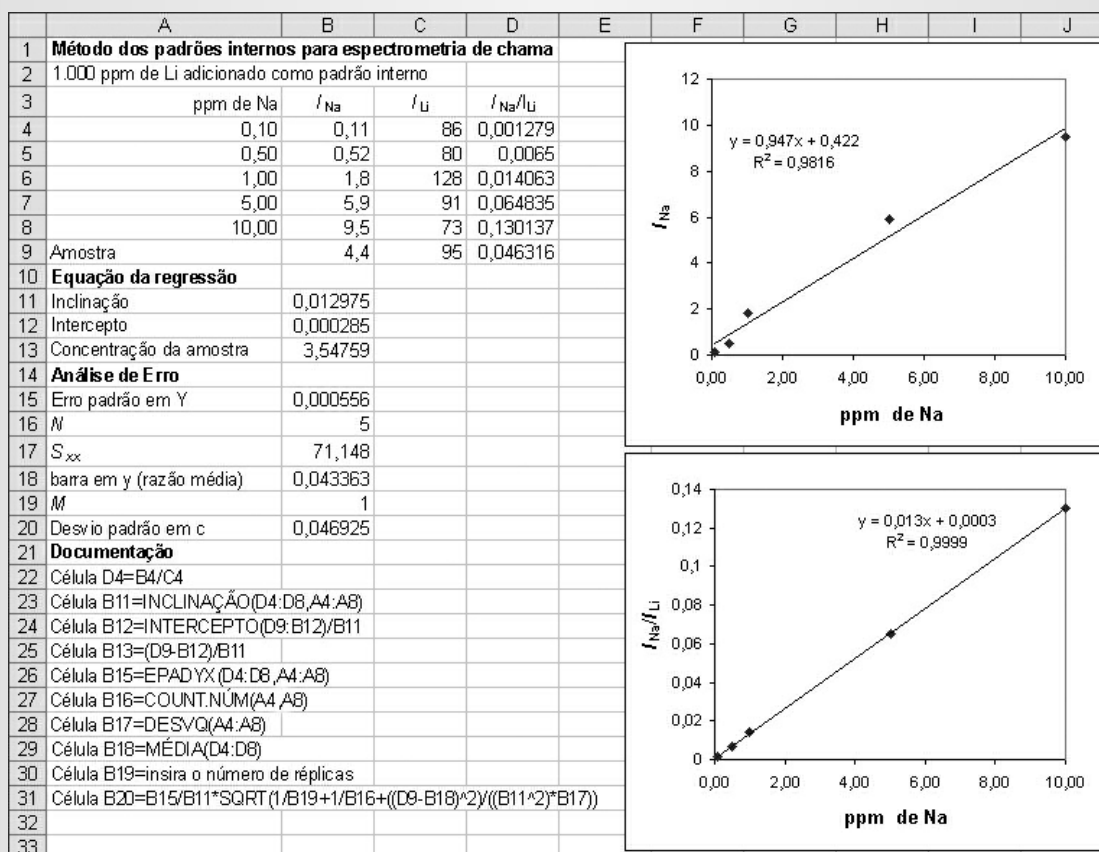 A B C D E F G H I J
1 Método dos padrões internos para espectrometria de chama
2 1.000 ppm de Li adicionado como padrão interno
3 ppm de Na I Na I Li I Na/I Li
4 0,10 0,11 86 0,001279
5 0,50 0,52 80 0,0065
6 1,00 1,8 128 0,014063
7 5,00 5,9 91 0,064835
8 10,00 9,5 73 0,130137
9 Amostra 4,4 95 0,046316
10 Equação da regressão
11 Inclinação 0,012975
12 Intercepto 0,000285
13 Concentração da amostra 3,54759
14 Análise de Erro
15 Erro padrão em Y 0,000556
16 N 5
17 Sxx 71,148
18 barra em y (razão média) 0,043363
19 M 1
20 Desvio padrão em c 0,046925
21 Documentação
22 Célula D4=B4/C4
23 Célula B11=INCLINAÇÃO(D4:D8,A4:A8)
24 Célula B12=INTERCEPTO(D9:B12)/B11
25 Célula B13=(D9-B12)/B11
26 Célula B15=EPADYX(D4:D8,A4:A8)
27 Célula B16=COUNT.NÚM(A4,A8)
28 Célula B17=DESVQ(A4:A8)
29 Célula B18=MÉDIA(D4:D8)
30 Célula B19=insira o número de réplicas
31 Célula B20=B15/B11*SQRT(1/B19+1/B16+((D9-B18)^2)/((B11^2)*B17))
32
33
12
10
8
6
4
2
0
I Na
y = 0,947x + 0,422
R² = 0,9816
0,00 2,00 4,00 6,00 8,00 10,00
ppm de Na
0,14
0,12
0,1
0,08
0,06
0,04
0,02
0
I Na/I Li
y = 0,013x + 0,0003
R² = 0,9999
0,00 2,00 4,00 6,00 8,00 10,00
ppm de Na